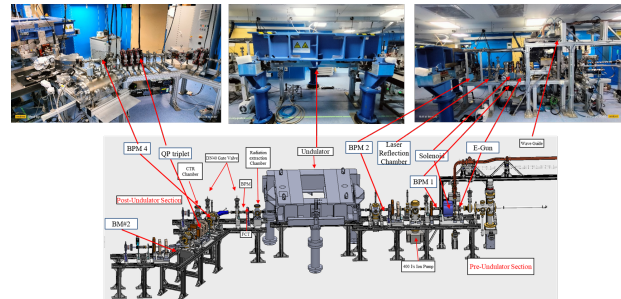 BPM 4
QP triplet
CTR
Chamber
DN40 Gate Valve
Radiation
extraction
Chamber
BPM
Undulator
BPM 2
Laser
Reflection
Chamber
Solenoid
BPM 1
E-Gun
Wave Guide
Post-Undulator Section
BM#2
FCT
400 l/s Ion Pump
Pre-Undulator Section